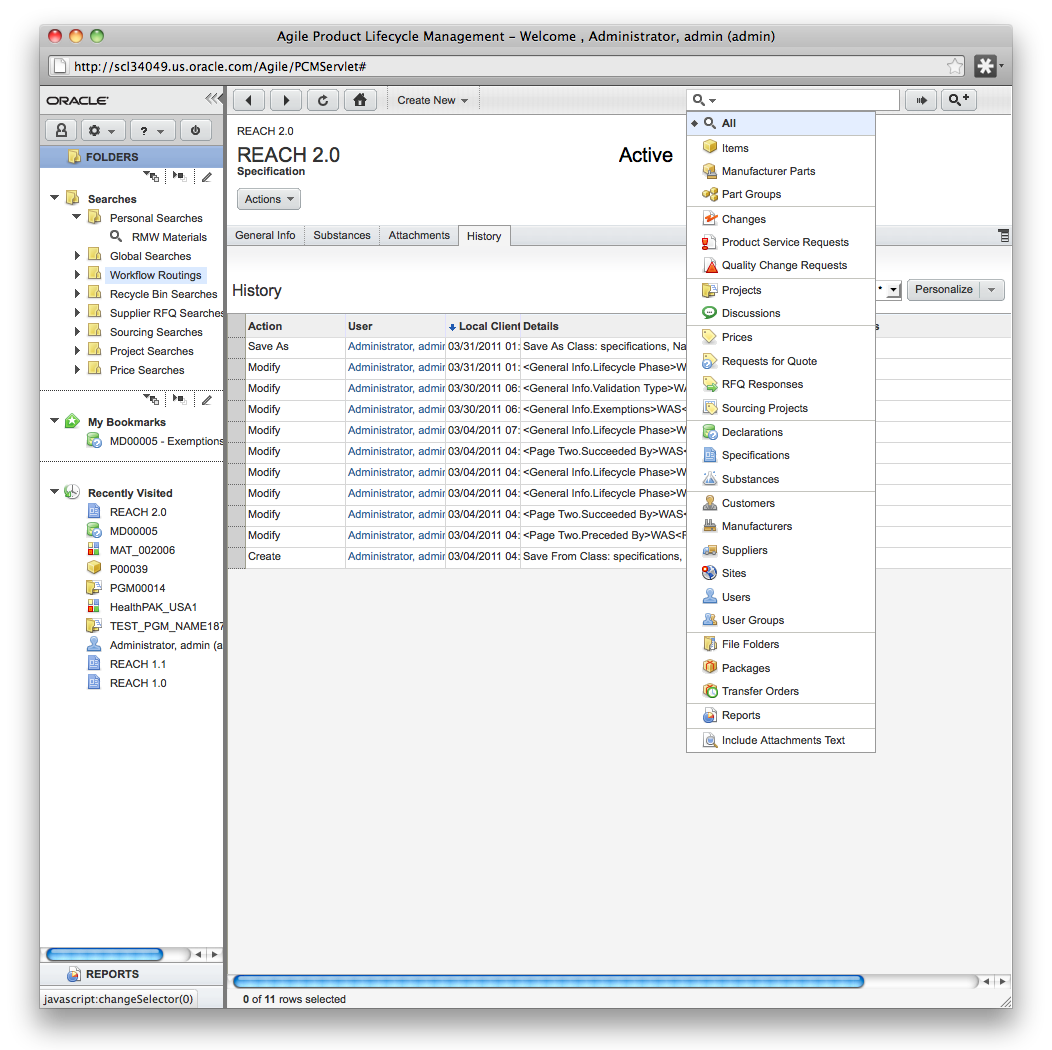 Agile Product Lifecycle Management – Welcome , Administrator, admin (admin)
http://scl34049.us.oracle.com/Agile/PCMServlet#
ORACLE'
?
FOLDERS
Searches
Personal Searches
RMW Materials
Global Searches
Workflow Routings
Recycle Bin Searches
Supplier RFQ Searches
Sourcing Searches
Project Searches
Price Searches
My Bookmarks
MD00005 - Exemptions
Recently Visited
REACH 2.0
MD00005
MAT_002006
P00039
PGM00014
HealthPAK_USA1
TEST_PGM_NAME187
Administrator, admin (a
REACH 1.1
REACH 1.0
REPORTS
javascript:changeSelector(0)
Create New
REACH 2.0
REACH 2.0
Active
Specification
Actions
General Info Substances Attachments History
History
* Personalize
Action User Local Client Details s
Save As Administrator, admin 03/31/2011 01: Save As Class: specifications, Na
Modify Administrator, admin 03/31/2011 01: <General Info.Lifecycle Phase>W
Modify Administrator, admin 03/30/2011 06: <General Info.Validation Type>WA
Modify Administrator, admin 03/30/2011 06: <General Info.Exemptions>WAS<
Modify Administrator, admin 03/04/2011 07: <General Info.Lifecycle Phase>W
Modify Administrator, admin 03/04/2011 04: <Page Two.Succeeded By>WAS<
Modify Administrator, admin 03/04/2011 04: <General Info.Lifecycle Phase>W
Modify Administrator, admin 03/04/2011 04: <General Info.Lifecycle Phase>W
Modify Administrator, admin 03/04/2011 04: <Page Two.Succeeded By>WAS<
Modify Administrator, admin 03/04/2011 04: <Page Two.Preceded By>WAS<F
Create Administrator, admin 03/04/2011 04: Save From Class: specifications,
0 of 11 rows selected
All
Items
Manufacturer Parts
Part Groups
Changes
Product Service Requests
Quality Change Requests
Projects
Discussions
Prices
Requests for Quote
RFQ Responses
Sourcing Projects
Declarations
Specifications
Substances
Customers
Manufacturers
Suppliers
Sites
Users
User Groups
File Folders
Packages
Transfer Orders
Reports
Include Attachments Text